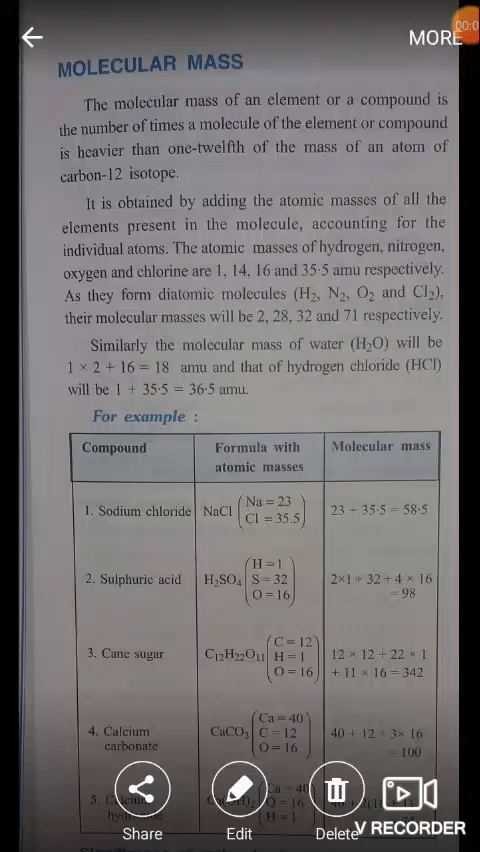 00:0
MORE
MOLECULAR MASS
The molecular mass of an element or a compound is
the number of times a molecule of the element or compound
is heavier than one-twelfth of the mass of an atom of
carbon-12 isotope.
It is obtained by adding the atomic masses of all the
elements present in the molecule, accounting for the
individual atoms. The atomic masses of hydrogen, nitrogen,
oxygen and chlorine are 1, 14, 16 and 35·5 amu respectively.
As they form diatomic molecules (H₂, N₂, O₂ and Cl₂),
their molecular masses will be 2, 28, 32 and 71 respectively.
Similarly the molecular mass of water (H₂O) will be
1 × 2 + 16 = 18 amu and that of hydrogen chloride (HCl)
will be 1 + 35·5 = 36·5 amu.
For example :
Compound Formula with atomic masses Molecular mass
1. Sodium chloride NaCl (Na = 23 Cl = 35.5) 23 + 35·5 = 58·5
2. Sulphuric acid H₂SO₄ (H = 1 S = 32 O = 16) 2×1 + 32 + 4 × 16 = 98
3. Cane sugar C₁₂H₂₂O₁₁ (C = 12 H = 1 O = 16) 12 × 12 + 22 × 1 + 11 × 16 = 342
4. Calcium carbonate CaCO₃ (Ca = 40 C = 12 O = 16) 40 + 12 + 3 × 16 = 100
5. (Ca = 40 O = 16 H = 1)
Share Edit Delete
V RECORDER